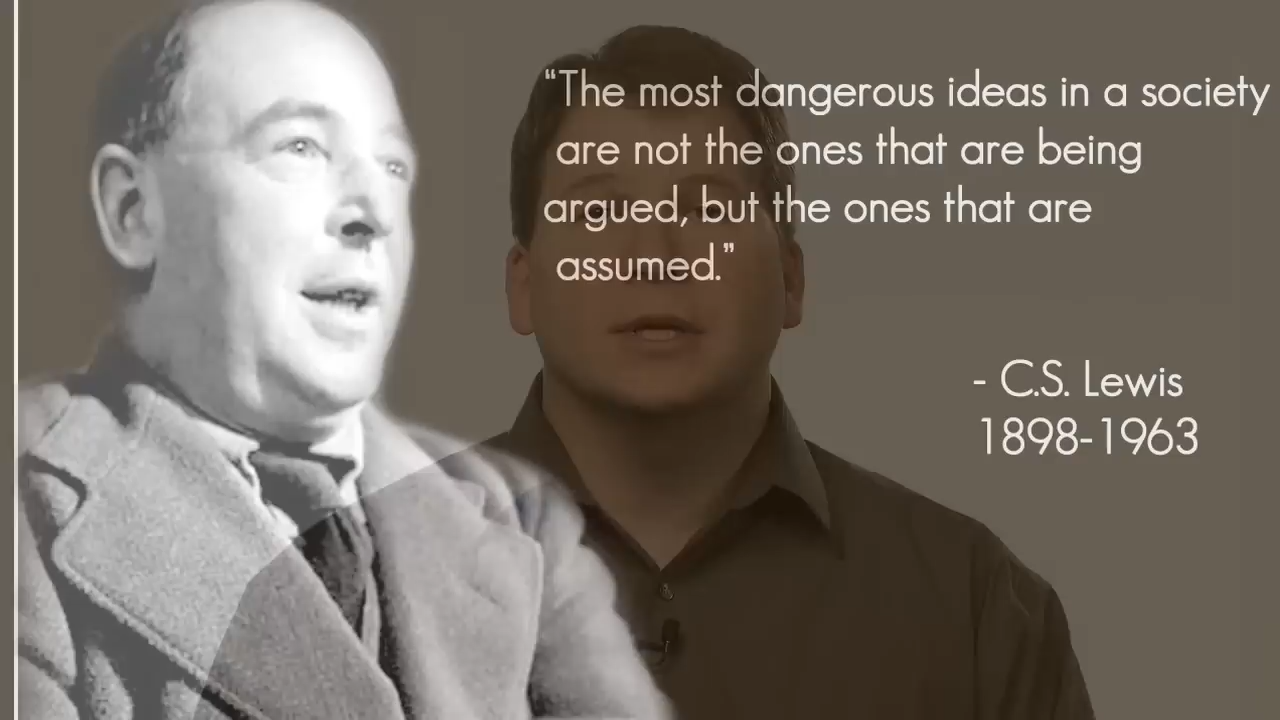 “The most dangerous ideas in a society
are not the ones that are being
argued, but the ones that are
assumed.”
- C.S. Lewis
1898-1963